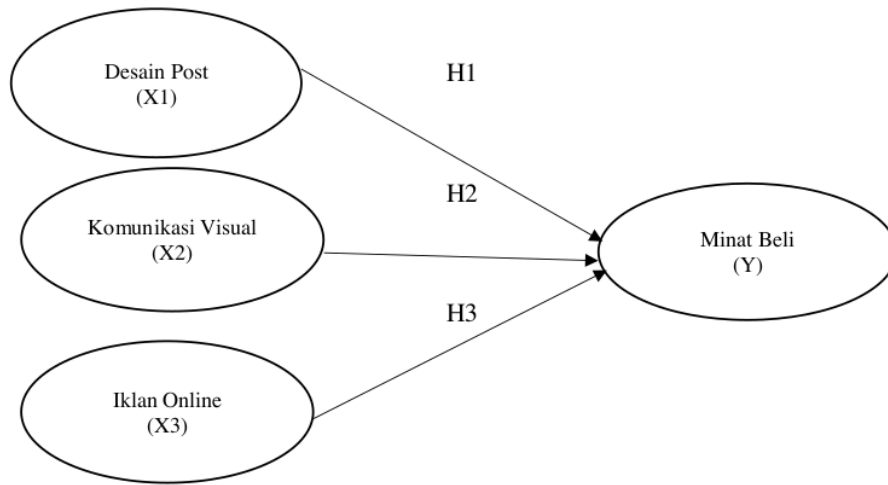 Desain Post
(X1)
H1
Komunikasi Visual
(X2)
H2
Minat Beli
(Y)
H3
Iklan Online
(X3)